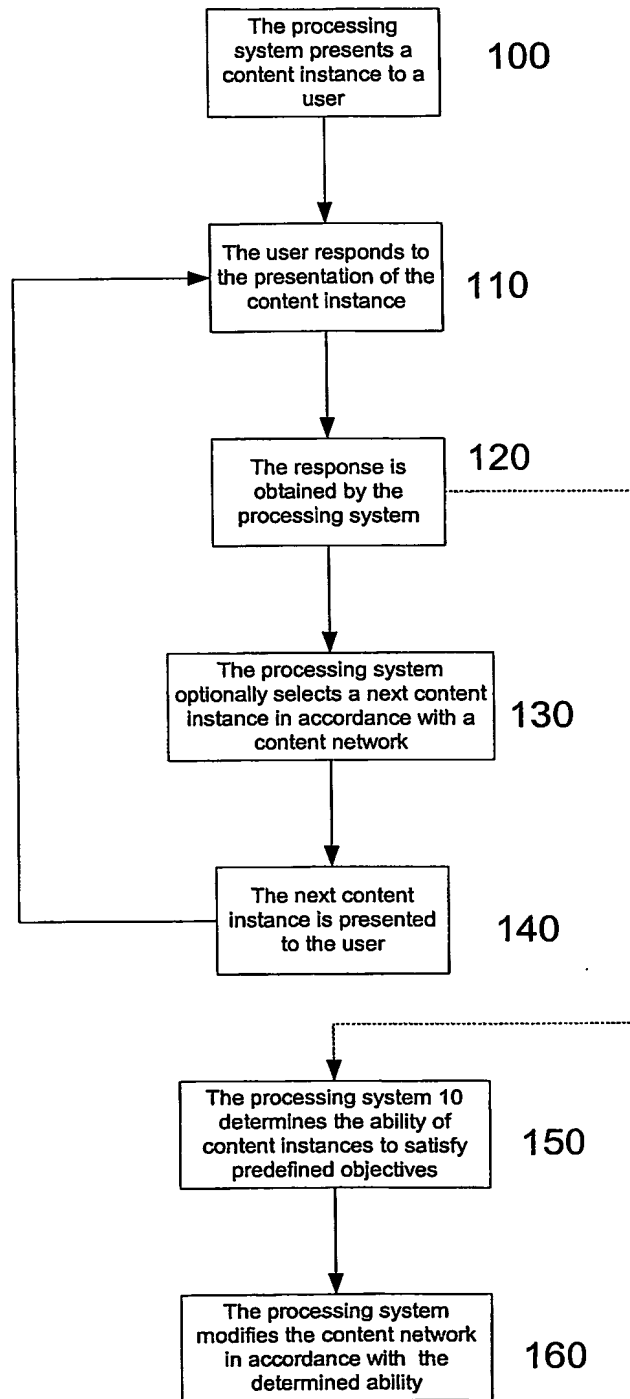 The processing
system presents a
content instance to a
user
100
The user responds to
the presentation of the
content instance
110
The response is
obtained by the
processing system
120
The processing system
optionally selects a next content
instance in accordance with a
content network
130
The next content
instance is presented
to the user
140
The processing system 10
determines the ability of
content instances to satisfy
predefined objectives
150
The processing system
modifies the content network
in accordance with the
determined ability
160